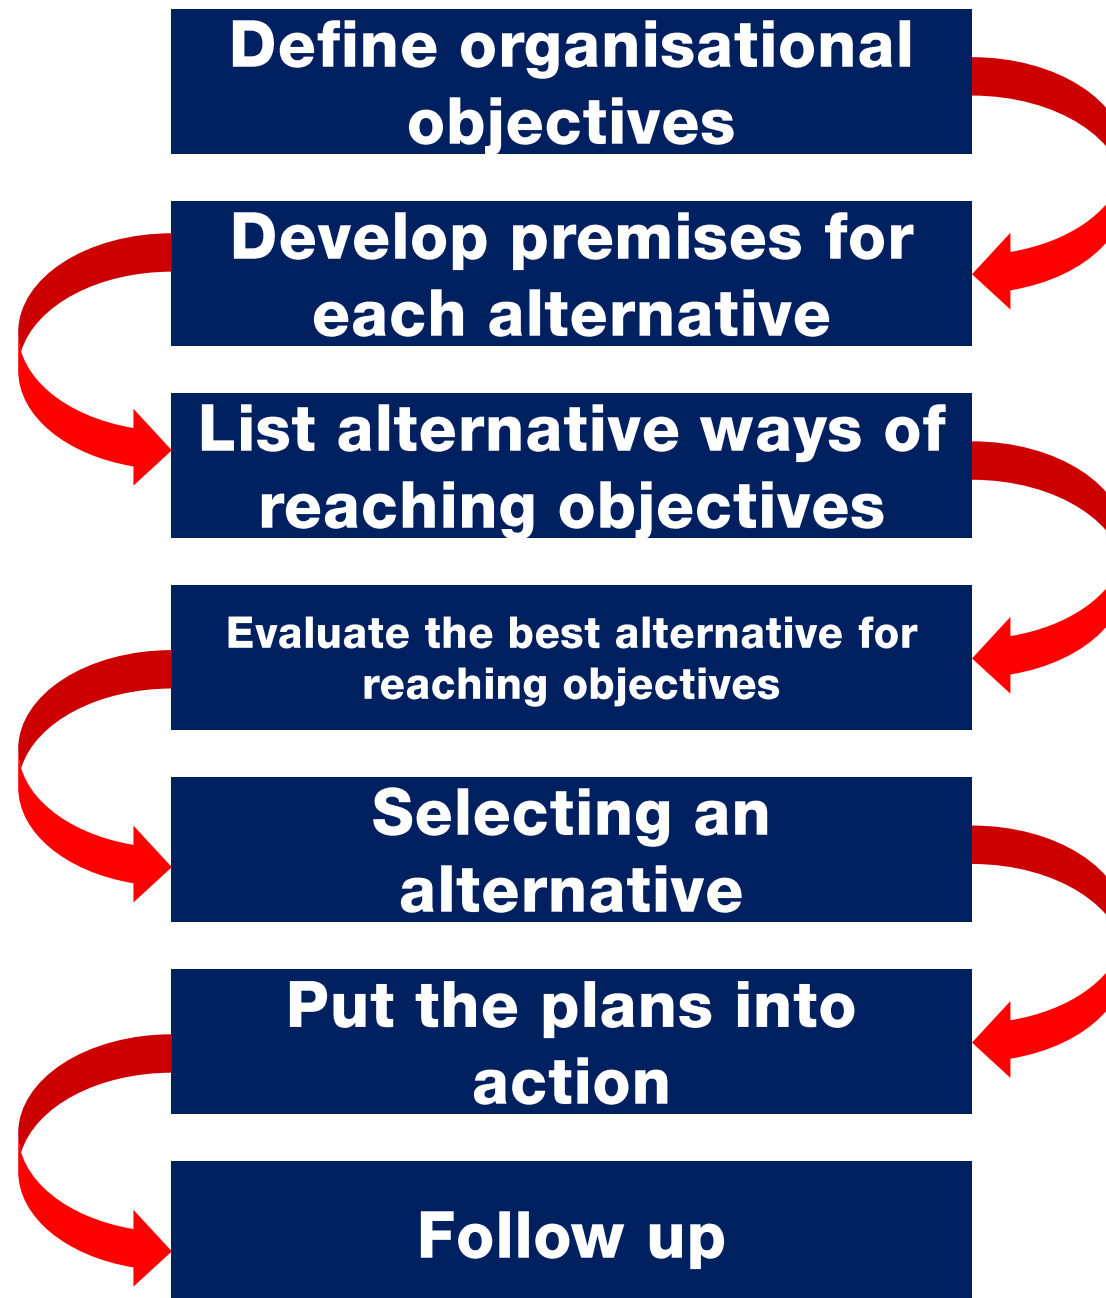 Define organisational
objectives
Develop premises for
each alternative
List alternative ways of
reaching objectives
Evaluate the best alternative for
reaching objectives
Selecting an
alternative
Put the plans into
action
Follow up